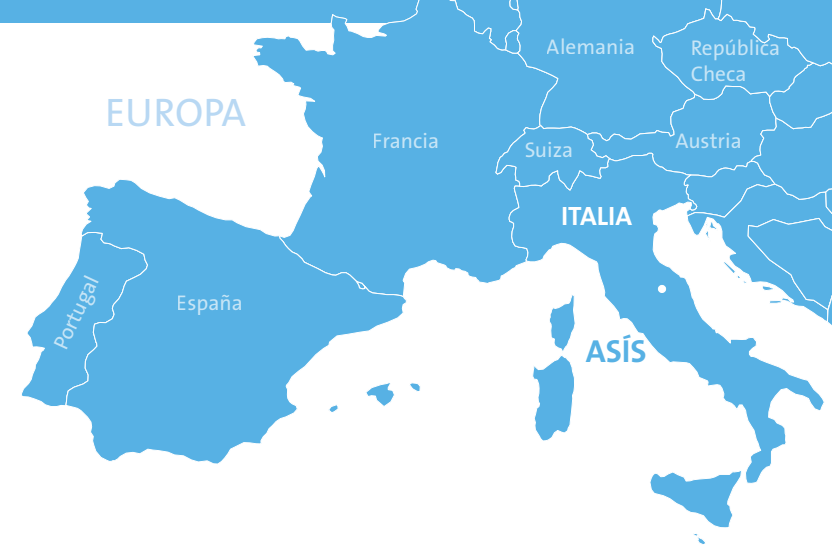 Alemania
República
Checa
EUROPA
Francia
Suiza
Austria
ITALIA
Portugal
España
ASÍS